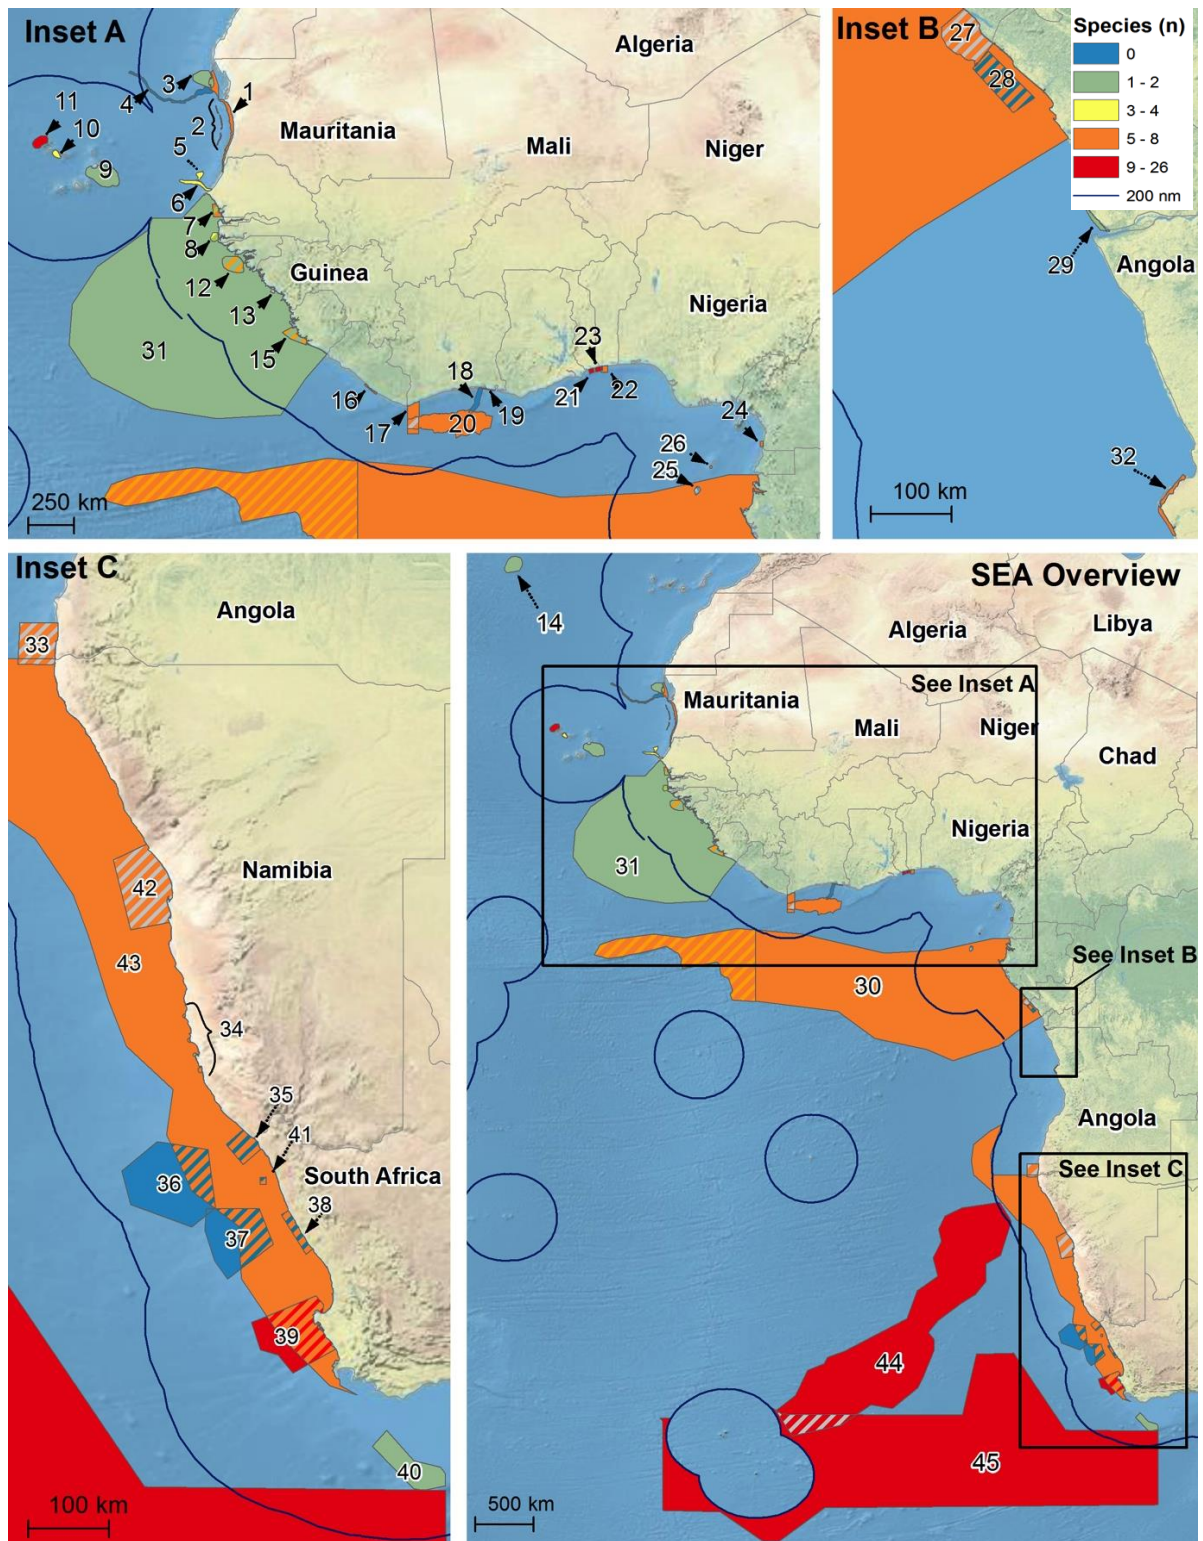 Inset A
Algeria
3
4
1
11
10
2
Mauritania
Mali
Niger
5
9
6
7
8
Guinea
12
13
Nigeria
31
15
23
18
16
21
22
19
17
20
24
26
25
250 km
Inset B
27
28
Species (n)
0
1 - 2
3 - 4
5 - 8
9 - 26
200 nm
29
Angola
32
100 km
Inset C
Angola
33
Namibia
42
43
34
35
41
South Africa
36
38
37
39
40
100 km
SEA Overview
14
Algeria
Libya
See Inset A
Mauritania
Mali
Niger
Chad
Nigeria
31
See Inset B
30
Angola
See Inset C
44
45
500 km